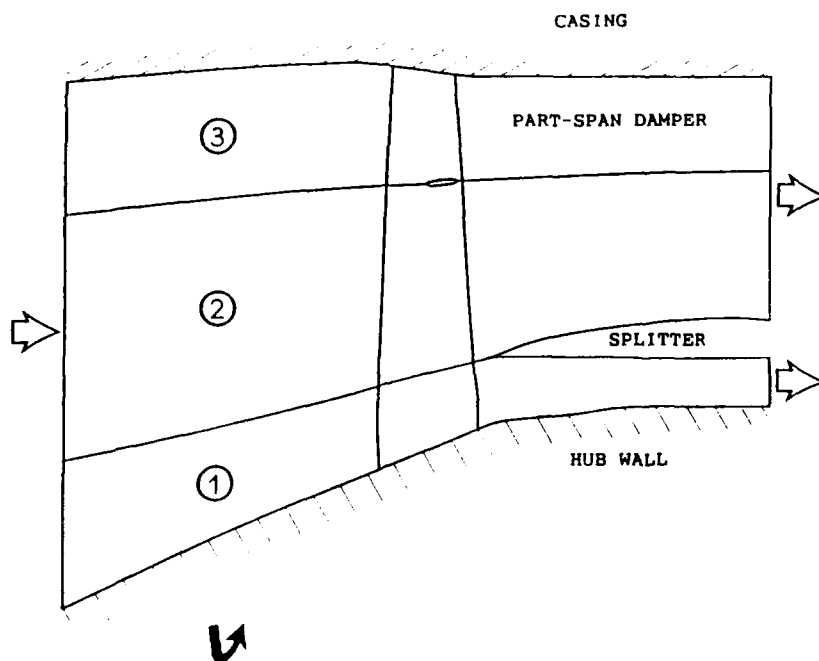 CASING
③
PART-SPAN DAMPER
②
SPLITTER
HUB WALL
①